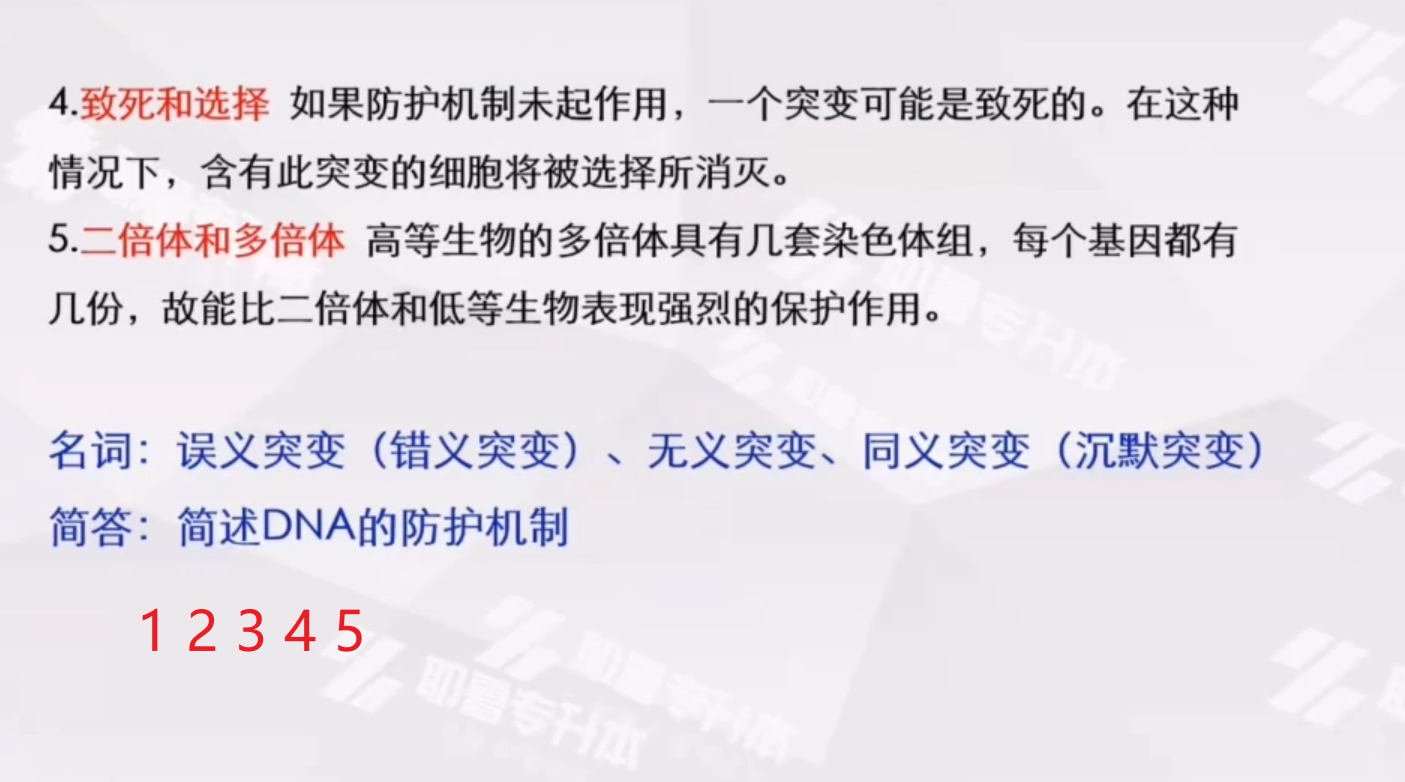 4.致死和选择 如果防护机制未起作用，一个突变可能是致死的。在这种
情况下，含有此突变的细胞将被选择所消灭。
5.二倍体和多倍体 高等生物的多倍体具有几套染色体组，每个基因都有
几份，故能比二倍体和低等生物表现强烈的保护作用。
名词：误义突变（错义突变）、无义突变、同义突变（沉默突变）
简答：简述DNA的防护机制
1 2 3 4 5